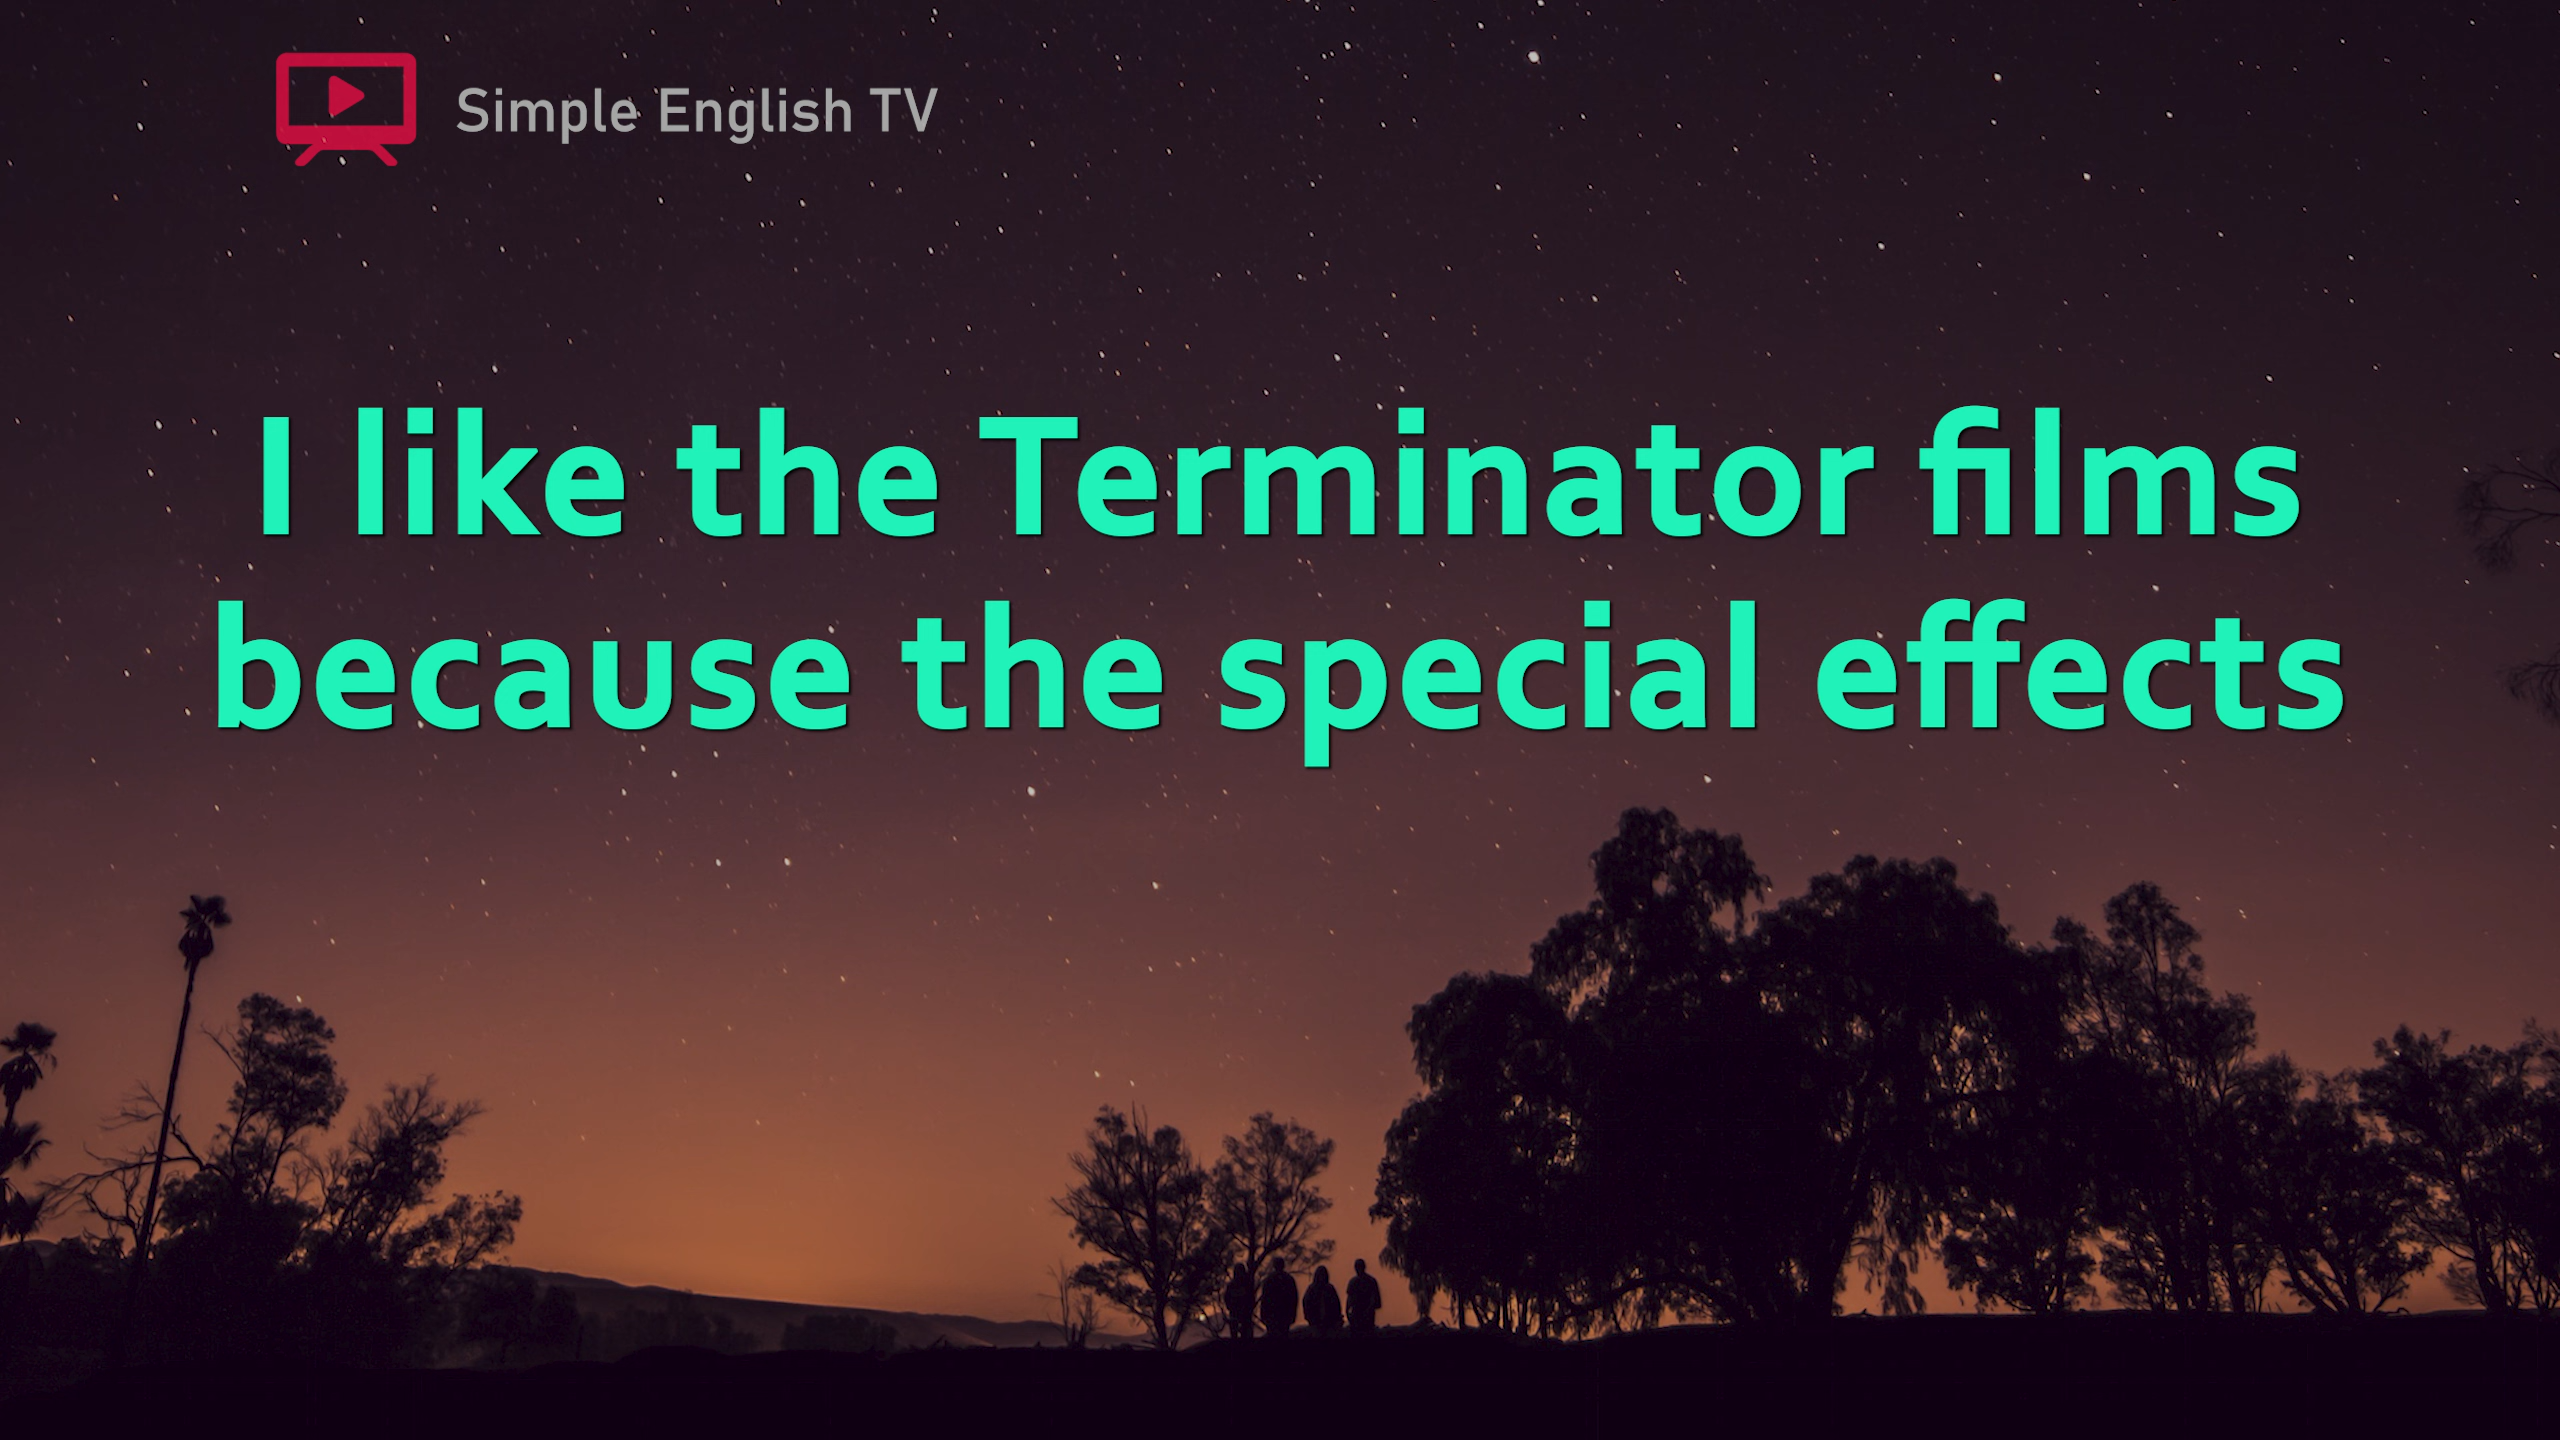 Simple English TV
I like the Terminator films
because the special effects